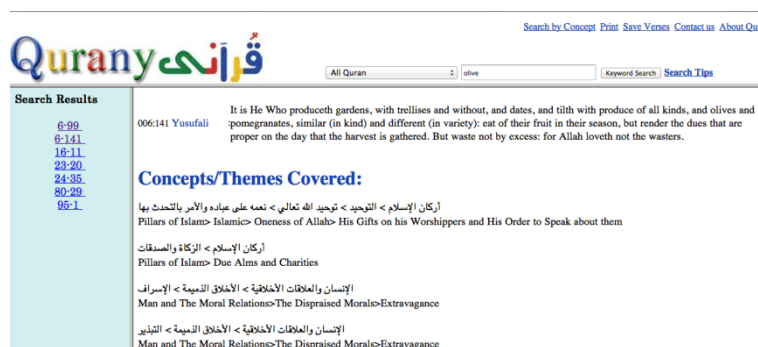 Search by Concept Print Save Verses Contact us About Qu
Qurany قُرآنی
All Quran
olive
Keyword Search
Search Tips
Search Results
6-99
6-141
16-11
23-20
24-35
80-29
95-1
It is He Who produceth gardens, with trellises and without, and dates, and tilth with produce of all kinds, and olives and
006:141 Yusufali :pomegranates, similar (in kind) and different (in variety): eat of their fruit in their season, but render the dues that are
proper on the day that the harvest is gathered. But waste not by excess: for Allah loveth not the wasters.
Concepts/Themes Covered:
أركان الإسلام > التوحيد > توحيد الله تعالي > نعمه على عباده والأمر بالتحدث بها
Pillars of Islam> Islamic> Oneness of Allah> His Gifts on his Worshippers and His Order to Speak about them
أركان الإسلام > الزكاة والصدقات
Pillars of Islam> Due Alms and Charities
الإنسان والعلاقات الأخلاقية > الأخلاق الذميمة > الإسراف
Man and The Moral Relations>The Dispraised Morals>Extravagance
الإنسان والعلاقات الأخلاقية > الأخلاق الذميمة > التبذير
Man and The Moral Relations>The Dispraised Morals>Extravagance